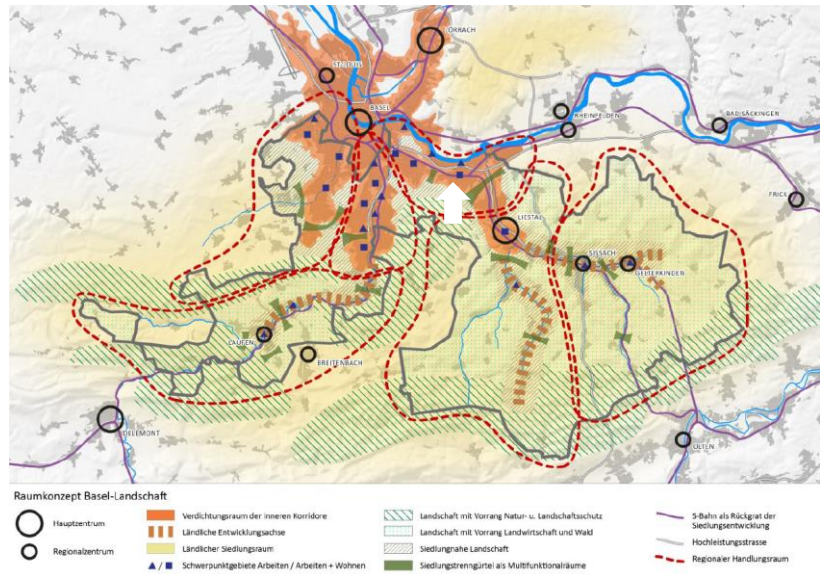 LÖRRACH
ST. LOUIS
BASEL
RHEINFELDEN
BAD SÄCKINGEN
FRICK
LIESTAL
SISSACH
GELTERKINDEN
LAUFEN
BREITENBACH
DELÉMONT
OLTEN
Raumkonzept Basel-Landschaft
Hauptzentrum
Regionalzentrum
Verdichtungsraum der inneren Korridore
Ländliche Entwicklungsachse
Ländlicher Siedlungsraum
Schwerpunktgebiete Arbeiten / Arbeiten + Wohnen
Landschaft mit Vorrang Natur- u. Landschaftsschutz
Landschaft mit Vorrang Landwirtschaft und Wald
Siedlungsnahe Landschaft
Siedlungstrenngürtel als Multifunktionalräume
S-Bahn als Rückgrat der
Siedlungsentwicklung
Hochleistungsstrasse
Regionaler Handlungsraum